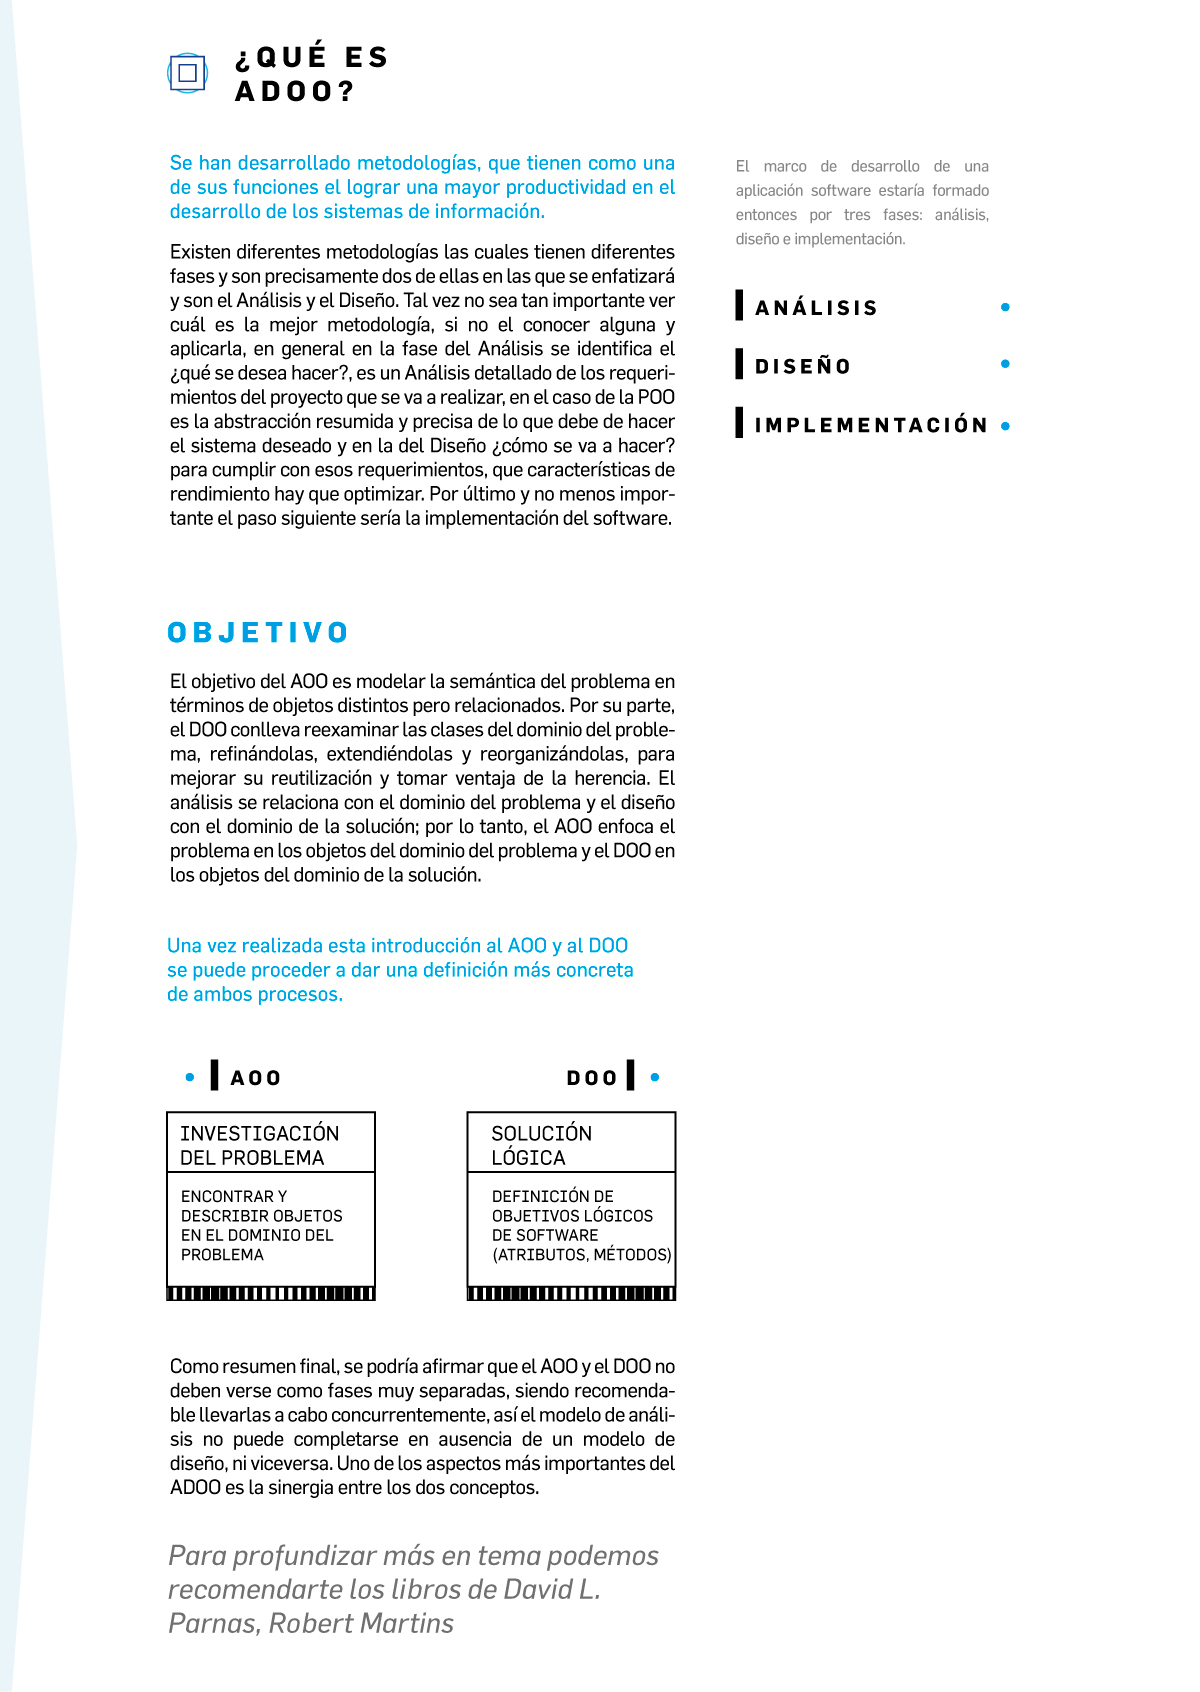 ¿QUÉ ES
ADOO?
Se han desarrollado metodologías, que tienen como una
de sus funciones el lograr una mayor productividad en el
desarrollo de los sistemas de información.
Existen diferentes metodologías las cuales tienen diferentes
fases y son precisamente dos de ellas en las que se enfatizará
y son el Análisis y el Diseño. Tal vez no sea tan importante ver
cuál es la mejor metodología, si no el conocer alguna y
aplicarla, en general en la fase del Análisis se identifica el
¿qué se desea hacer?, es un Análisis detallado de los requeri-
mientos del proyecto que se va a realizar, en el caso de la POO
es la abstracción resumida y precisa de lo que debe de hacer
el sistema deseado y en la del Diseño ¿cómo se va a hacer?
para cumplir con esos requerimientos, que características de
rendimiento hay que optimizar. Por último y no menos impor-
tante el paso siguiente sería la implementación del software.
El marco de desarrollo de una
aplicación software estaría formado
entonces por tres fases: análisis,
diseño e implementación.
ANÁLISIS
DISEÑO
IMPLEMENTACIÓN
OBJETIVO
El objetivo del AOO es modelar la semántica del problema en
términos de objetos distintos pero relacionados. Por su parte,
el DOO conlleva reexaminar las clases del dominio del proble-
ma, refinándolas, extendiéndolas y reorganizándolas, para
mejorar su reutilización y tomar ventaja de la herencia. El
análisis se relaciona con el dominio del problema y el diseño
con el dominio de la solución; por lo tanto, el AOO enfoca el
problema en los objetos del dominio del problema y el DOO en
los objetos del dominio de la solución.
Una vez realizada esta introducción al AOO y al DOO
se puede proceder a dar una definición más concreta
de ambos procesos.
AOO
INVESTIGACIÓN
DEL PROBLEMA
ENCONTRAR Y
DESCRIBIR OBJETOS
EN EL DOMINIO DEL
PROBLEMA
DOO
SOLUCIÓN
LÓGICA
DEFINICIÓN DE
OBJETIVOS LÓGICOS
DE SOFTWARE
(ATRIBUTOS, MÉTODOS)
Como resumen final, se podría afirmar que el AOO y el DOO no
deben verse como fases muy separadas, siendo recomenda-
ble llevarlas a cabo concurrentemente, así el modelo de análi-
sis no puede completarse en ausencia de un modelo de
diseño, ni viceversa. Uno de los aspectos más importantes del
ADOO es la sinergia entre los dos conceptos.
Para profundizar más en tema podemos
recomendarte los libros de David L.
Parnas, Robert Martins